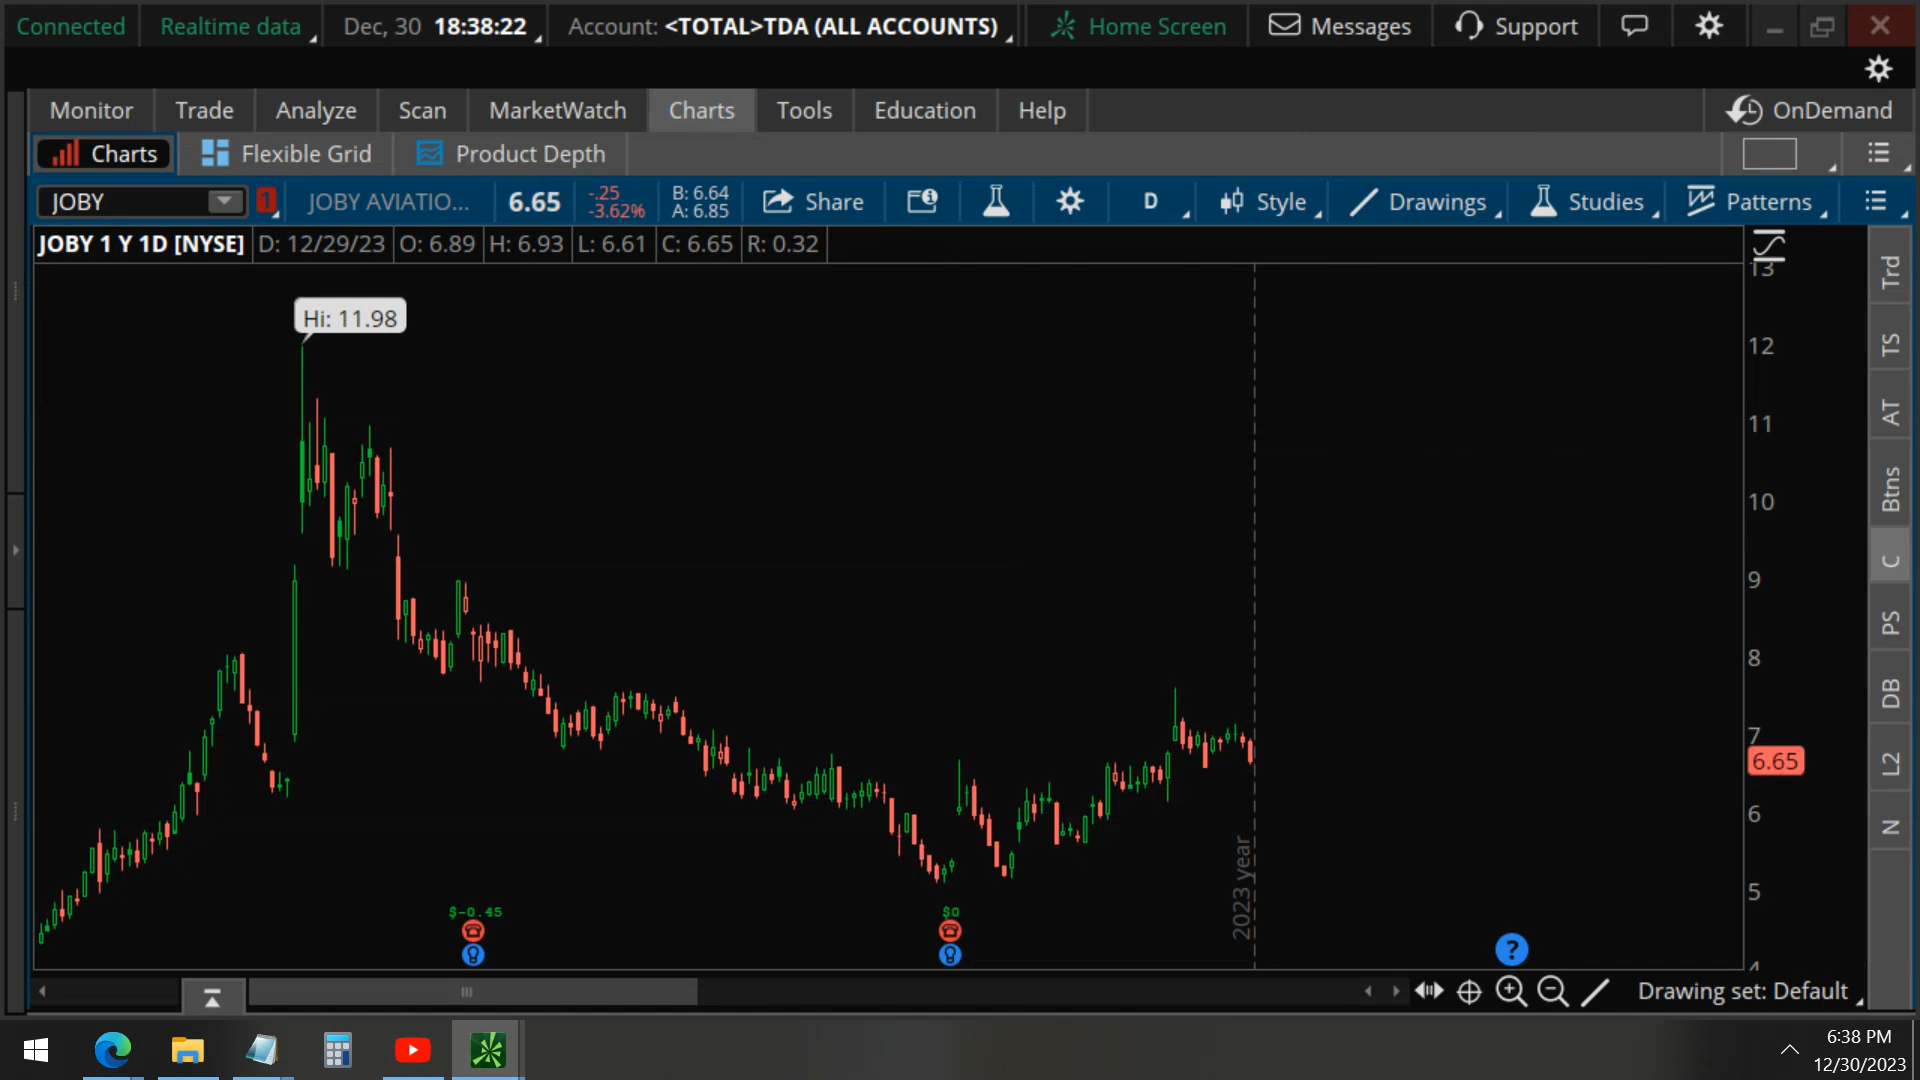 Connected Realtime data Dec, 30 18:38:22 Account: <TOTAL>TDA (ALL ACCOUNTS) Home Screen Messages Support
Monitor Trade Analyze Scan MarketWatch Charts Tools Education Help OnDemand
Charts Flexible Grid Product Depth
JOBY 1 JOBY AVIATIO... 6.65 -.25 -3.62% B: 6.64 A: 6.85 Share D Style Drawings Studies Patterns
JOBY 1 Y 1D [NYSE] D: 12/29/23 O: 6.89 H: 6.93 L: 6.61 C: 6.65 R: 0.32
Hi: 11.98
13
12
11
10
9
8
7
6.65
6
5
4
Trd
TS
AT
Btns
C
PS
DB
L2
N
2023 year
$-0.45
$0
?
Drawing set: Default
6:38 PM
12/30/2023